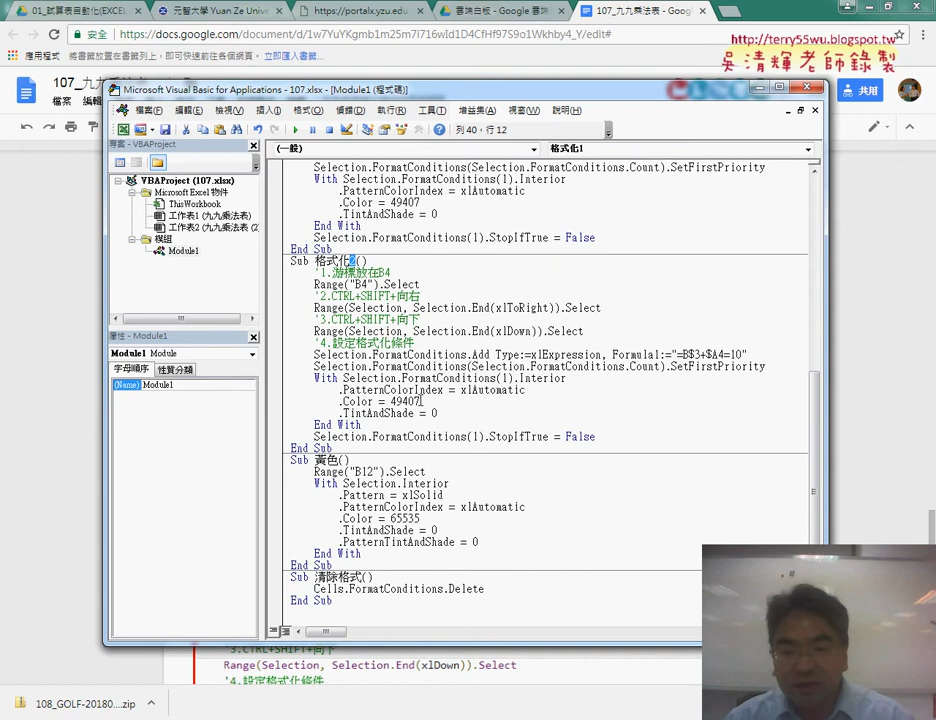 01_試算表自動化(EXCEL
元智大學 Yuan Ze Univer
https://portalx.yzu.edu
雲端白板 - Google 雲端
107_九九乘法表 - Goog
安全
https://docs.google.com/document/d/1w7YuYKgmb1m25m7i716wId1D4CfHf97S9o1Wkhby4_Y/edit#
http://terry55wu.blogspot.tw
吳清輝老師錄製
應用程式
將書籤放置在書籤列上，即可快速前往各個網頁。
立即匯入書籤...
107_九
檔案
編輯
共用
Microsoft Visual Basic for Applications - 107.xlsx - [Module1 (程式碼)]
檔案(F)
編輯(E)
檢視(V)
插入(I)
格式(O)
偵錯(D)
執行(R)
工具(T)
增益集(A)
視窗(W)
說明(H)
列 40，行 12
專案 - VBAProject
VBAProject (107.xlsx)
Microsoft Excel 物件
ThisWorkbook
工作表1 (九九乘法表)
工作表2 (九九乘法表 (2)
模組
Module1
屬性 - Module1
Module1 Module
字母順序
性質分類
(Name)
Module1
(一般)
格式化1
Selection.FormatConditions(Selection.FormatConditions.Count).SetFirstPriority
With Selection.FormatConditions(1).Interior
.PatternColorIndex = xlAutomatic
.Color = 49407
.TintAndShade = 0
End With
Selection.FormatConditions(1).StopIfTrue = False
End Sub
Sub 格式化2()
'1.游標放在B4
Range("B4").Select
'2.CTRL+SHIFT+向右
Range(Selection, Selection.End(xlToRight)).Select
'3.CTRL+SHIFT+向下
Range(Selection, Selection.End(xlDown)).Select
'4.設定格式化條件
Selection.FormatConditions.Add Type:=xlExpression, Formula1:="=B$3+$A4=10"
Selection.FormatConditions(Selection.FormatConditions.Count).SetFirstPriority
With Selection.FormatConditions(1).Interior
.PatternColorIndex = xlAutomatic
.Color = 49407
.TintAndShade = 0
End With
Selection.FormatConditions(1).StopIfTrue = False
End Sub
Sub 黃色()
Range("B12").Select
With Selection.Interior
.Pattern = xlSolid
.PatternColorIndex = xlAutomatic
.Color = 65535
.TintAndShade = 0
.PatternTintAndShade = 0
End With
End Sub
Sub 清除格式()
Cells.FormatConditions.Delete
End Sub
'3.CTRL+SHIFT+向下
Range(Selection, Selection.End(xlDown)).Select
'4.設定格式化條件
108_GOLF-20180....zip